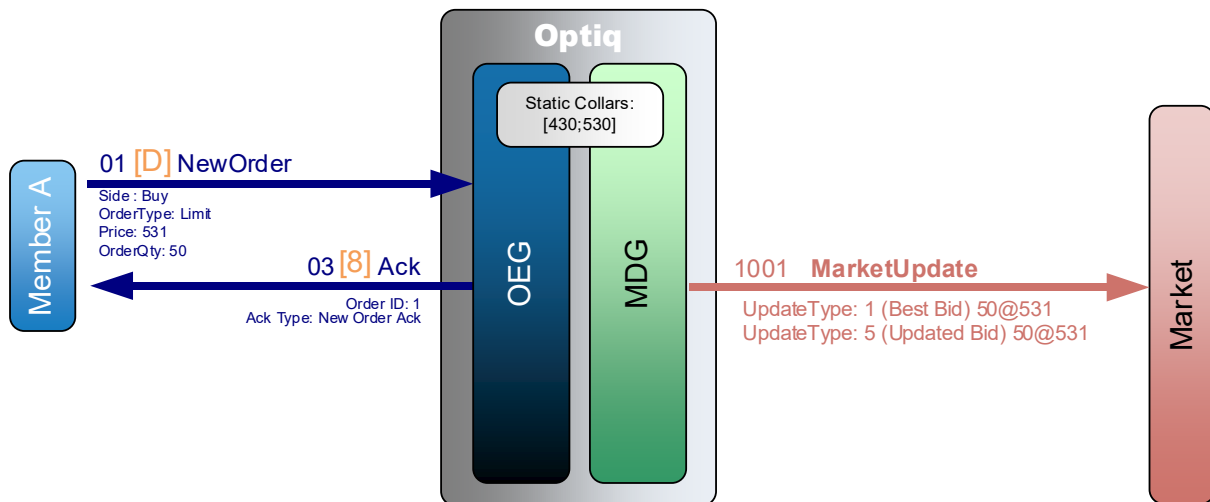 Optiq
Static Collars:
[430;530]
Member A
01 [D] NewOrder
Side : Buy
OrderType: Limit
Price: 531
OrderQty: 50
03 [8] Ack
Order ID: 1
Ack Type: New Order Ack
OEG
MDG
1001 MarketUpdate
UpdateType: 1 (Best Bid) 50@531
UpdateType: 5 (Updated Bid) 50@531
Market